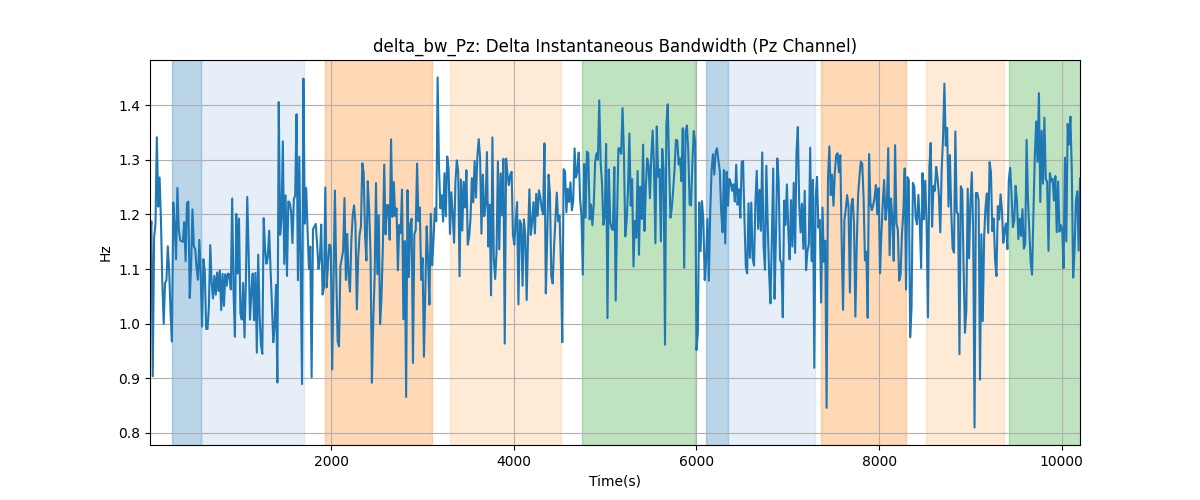 delta_bw_Pz: Delta Instantaneous Bandwidth (Pz Channel)
1.4
1.3
1.2
1.1
1.0
0.9
0.8
Hz
2000 4000 6000 8000 10000
Time(s)